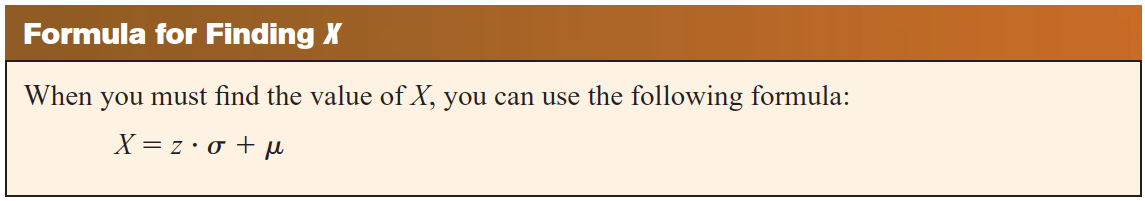 Formula for Finding X
When you must find the value of X, you can use the following formula:
X = z · σ + μ